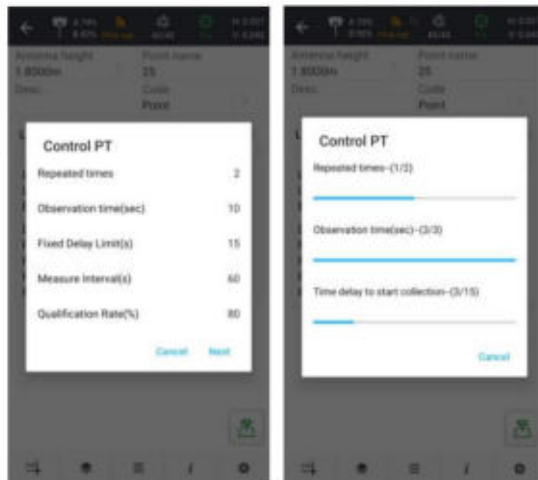 Antenna height Point name
1.8000m 25
Desc. Code
Point
Control PT
Repeated times 2
Observation time(sec) 10
Fixed Delay Limit(s) 15
Measure Interval(s) 60
Qualification Rate(%) 80
Cancel Next
Antenna height Point name
1.8000m 25
Desc. Code
Point
Control PT
Repeated times--(1/2)
Observation time(sec)--(3/3)
Time delay to start collection--(3/15)
Cancel